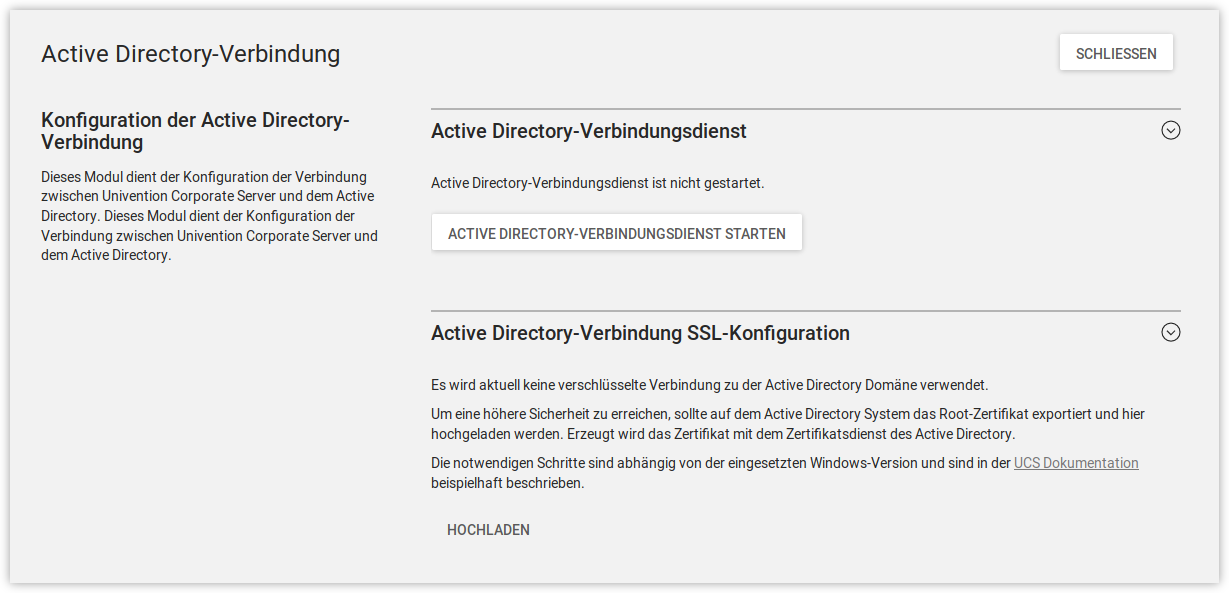 Active Directory-Verbindung
SCHLIESSEN
Konfiguration der Active Directory-
Verbindung
Dieses Modul dient der Konfiguration der Verbindung
zwischen Univention Corporate Server und dem Active
Directory. Dieses Modul dient der Konfiguration der
Verbindung zwischen Univention Corporate Server und
dem Active Directory.
Active Directory-Verbindungsdienst
Active Directory-Verbindungsdienst ist nicht gestartet.
ACTIVE DIRECTORY-VERBINDUNGSDIENST STARTEN
Active Directory-Verbindung SSL-Konfiguration
Es wird aktuell keine verschlüsselte Verbindung zu der Active Directory Domäne verwendet.
Um eine höhere Sicherheit zu erreichen, sollte auf dem Active Directory System das Root-Zertifikat exportiert und hier
hochgeladen werden. Erzeugt wird das Zertifikat mit dem Zertifikatsdienst des Active Directory.
Die notwendigen Schritte sind abhängig von der eingesetzten Windows-Version und sind in der UCS Dokumentation
beispielhaft beschrieben.
HOCHLADEN